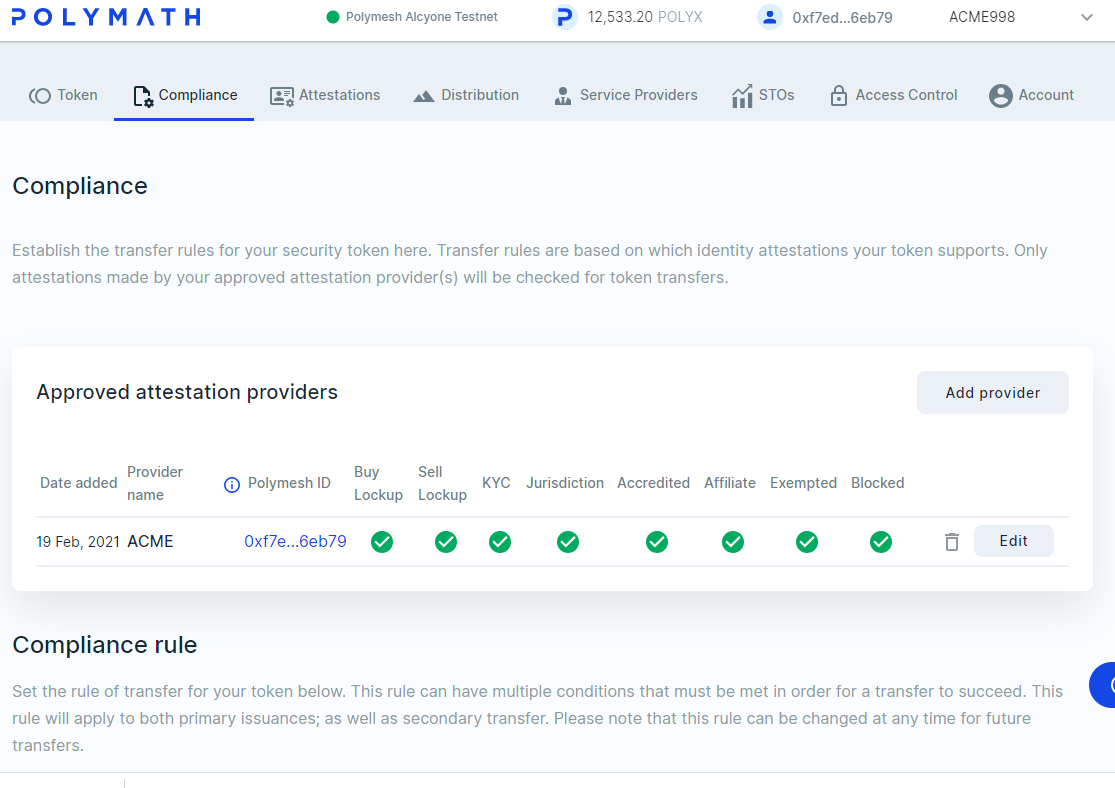 POLYMATH
Polymesh Alcyone Testnet
12,533.20 POLYX
0xf7ed...6eb79
ACME998
Token
Compliance
Attestations
Distribution
Service Providers
STOs
Access Control
Account
Compliance
Establish the transfer rules for your security token here. Transfer rules are based on which identity attestations your token supports. Only
attestations made by your approved attestation provider(s) will be checked for token transfers.
Approved attestation providers
Add provider
Date added
Provider
name
Polymesh ID
Buy
Lockup
Sell
Lockup
KYC
Jurisdiction
Accredited
Affiliate
Exempted
Blocked
19 Feb, 2021
ACME
0xf7e...6eb79
Edit
Compliance rule
Set the rule of transfer for your token below. This rule can have multiple conditions that must be met in order for a transfer to succeed. This
rule will apply to both primary issuances; as well as secondary transfer. Please note that this rule can be changed at any time for future
transfers.